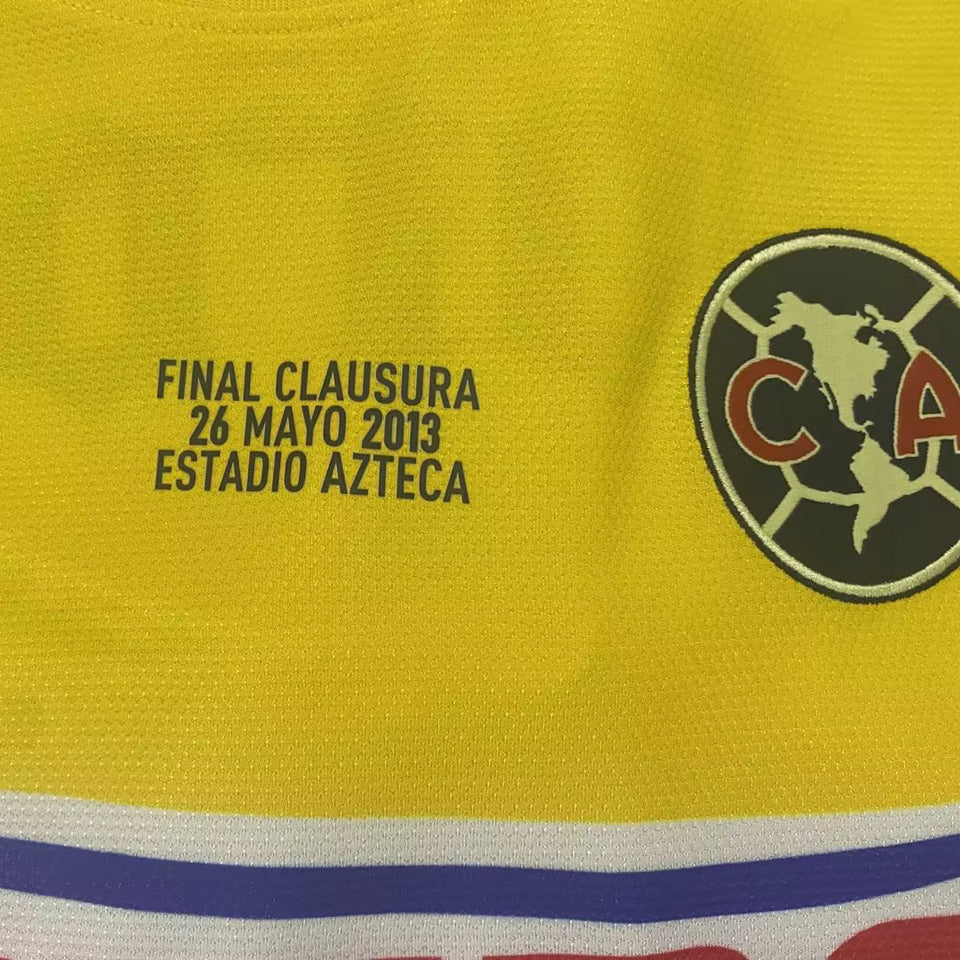 FINAL CLAUSURA
26 MAYO 2013
ESTADIO AZTECA
CA